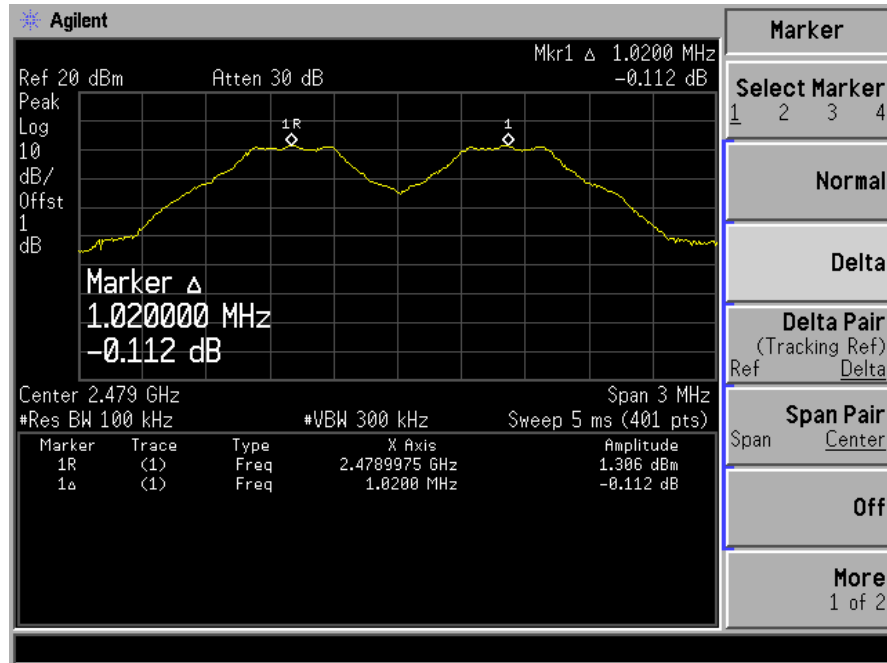 Agilent
Mkr1 Δ 1.0200 MHz
Ref 20 dBm Atten 30 dB -0.112 dB
Peak
Log
10
dB/
Offst
1
dB
1R
1
Marker Δ
1.020000 MHz
-0.112 dB
Center 2.479 GHz Span 3 MHz
#Res BW 100 kHz #VBW 300 kHz Sweep 5 ms (401 pts)
Marker Trace Type X Axis Amplitude
1R (1) Freq 2.4789975 GHz 1.306 dBm
1Δ (1) Freq 1.0200 MHz -0.112 dB
Marker
Select Marker
1 2 3 4
Normal
Delta
Delta Pair
(Tracking Ref)
Ref Delta
Span Pair
Span Center
Off
More
1 of 2